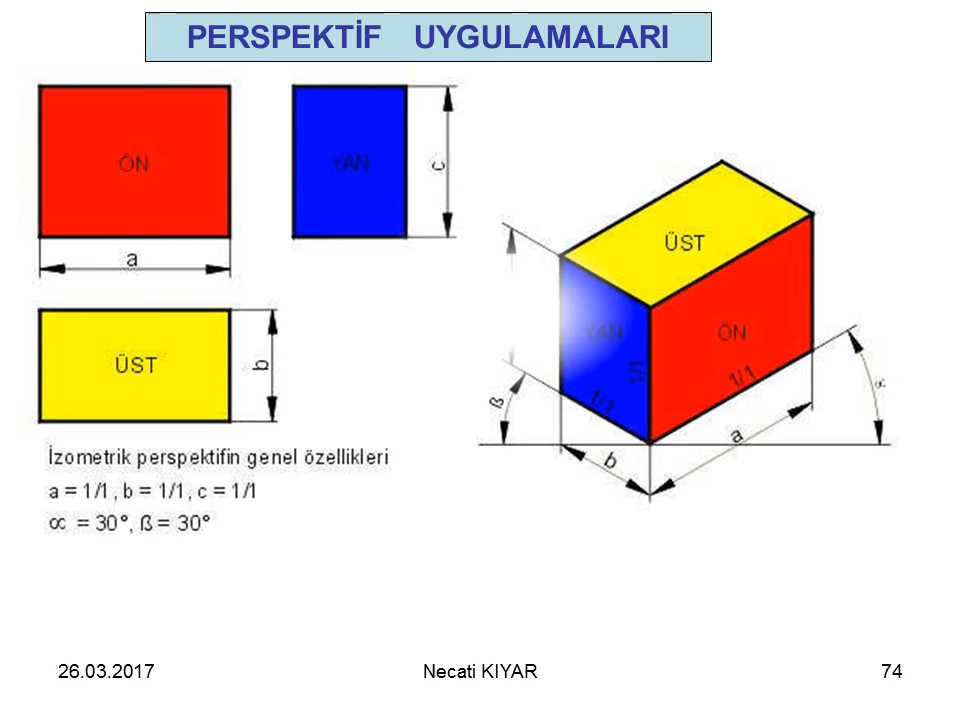 PERSPEKTİF UYGULAMALARI
ÖN
YAN
c
a
ÜST
b
ÜST
YAN
ÖN
1/1
1/1
1/1
ß
∝
b
a
İzometrik perspektifin genel özellikleri
a = 1/1 , b = 1/1, c = 1/1
∝ = 30°, ß = 30°
26.03.2017
Necati KIYAR
74